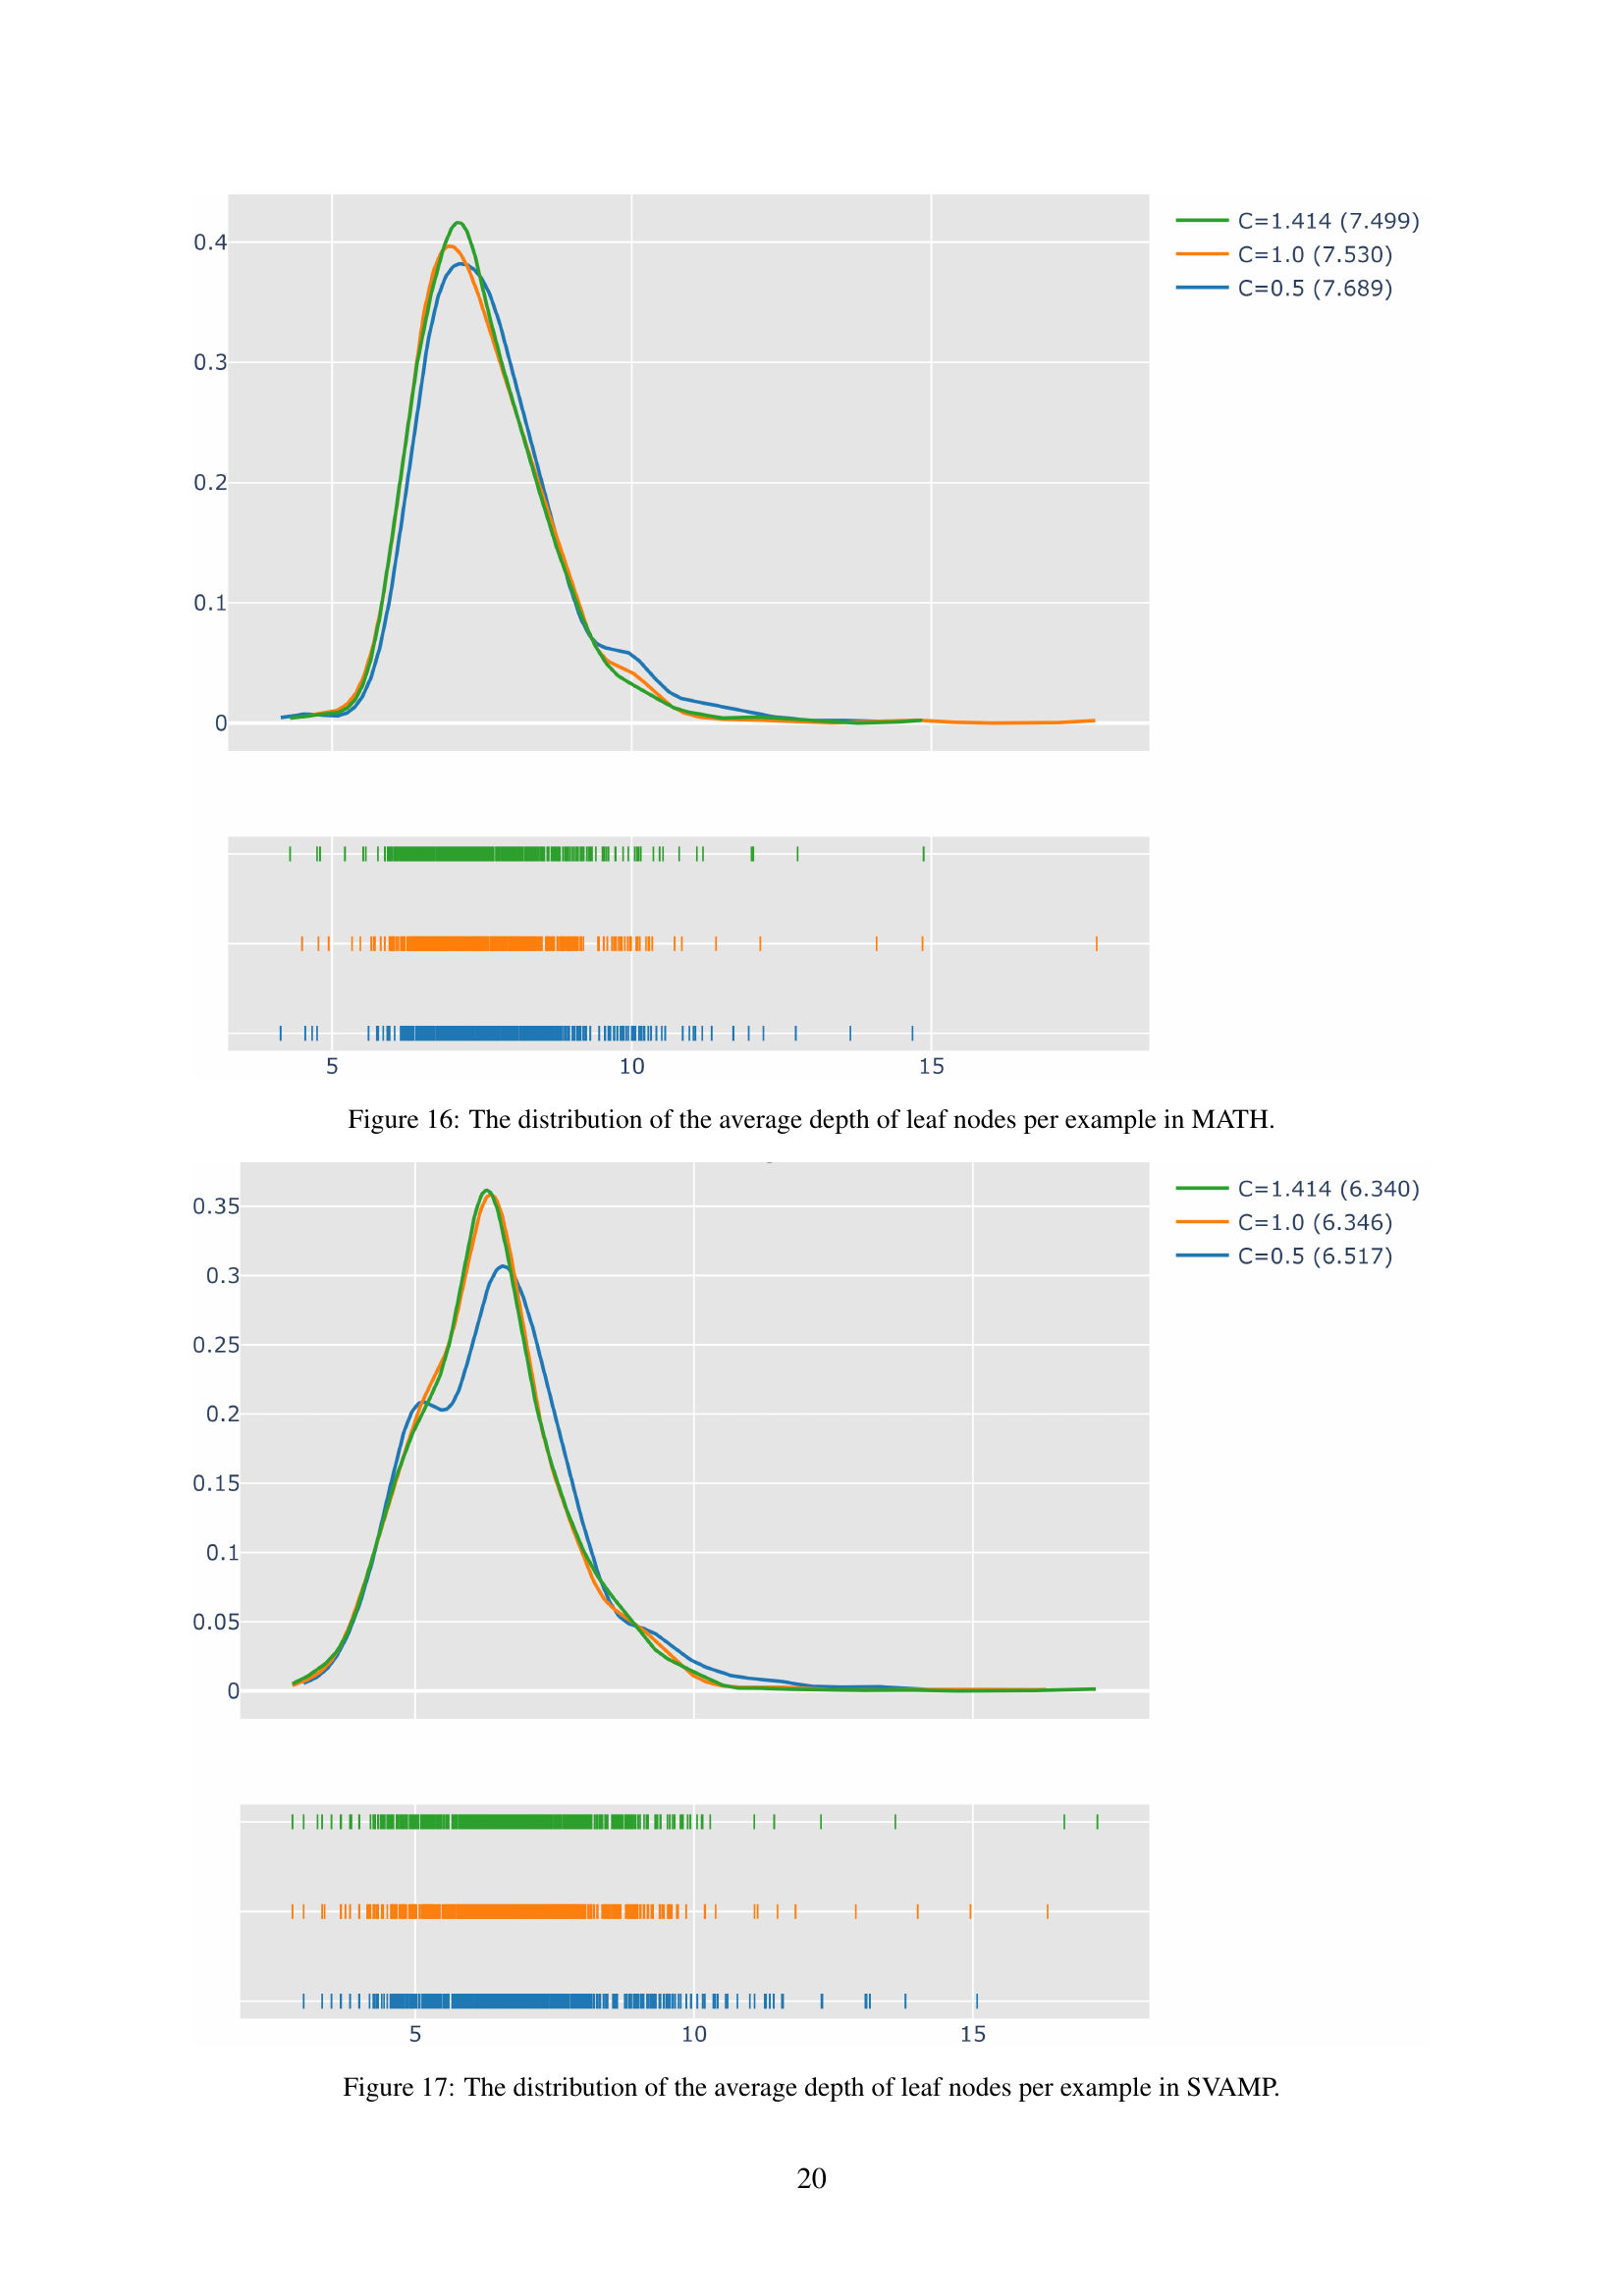 0.4
0.3
0.2
0.1
0
C=1.414 (7.499)
C=1.0 (7.530)
C=0.5 (7.689)
5 10 15
Figure 16: The distribution of the average depth of leaf nodes per example in MATH.
0.35
0.3
0.25
0.2
0.15
0.1
0.05
0
C=1.414 (6.340)
C=1.0 (6.346)
C=0.5 (6.517)
5 10 15
Figure 17: The distribution of the average depth of leaf nodes per example in SVAMP.
20